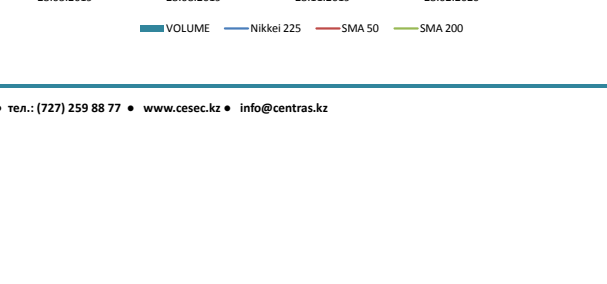 VOLUME Nikkei 225 SMA 50 SMA 200
● тел.: (727) 259 88 77 ● www.cesec.kz ● info@centras.kz